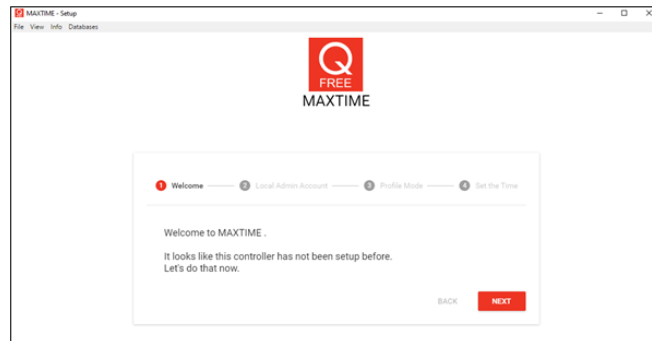 MAXTIME - Setup
File View Info Databases
Q
FREE
MAXTIME
1 Welcome 2 Local Admin Account 3 Profile Mode 4 Set the Time
Welcome to MAXTIME .
It looks like this controller has not been setup before.
Let's do that now.
BACK NEXT